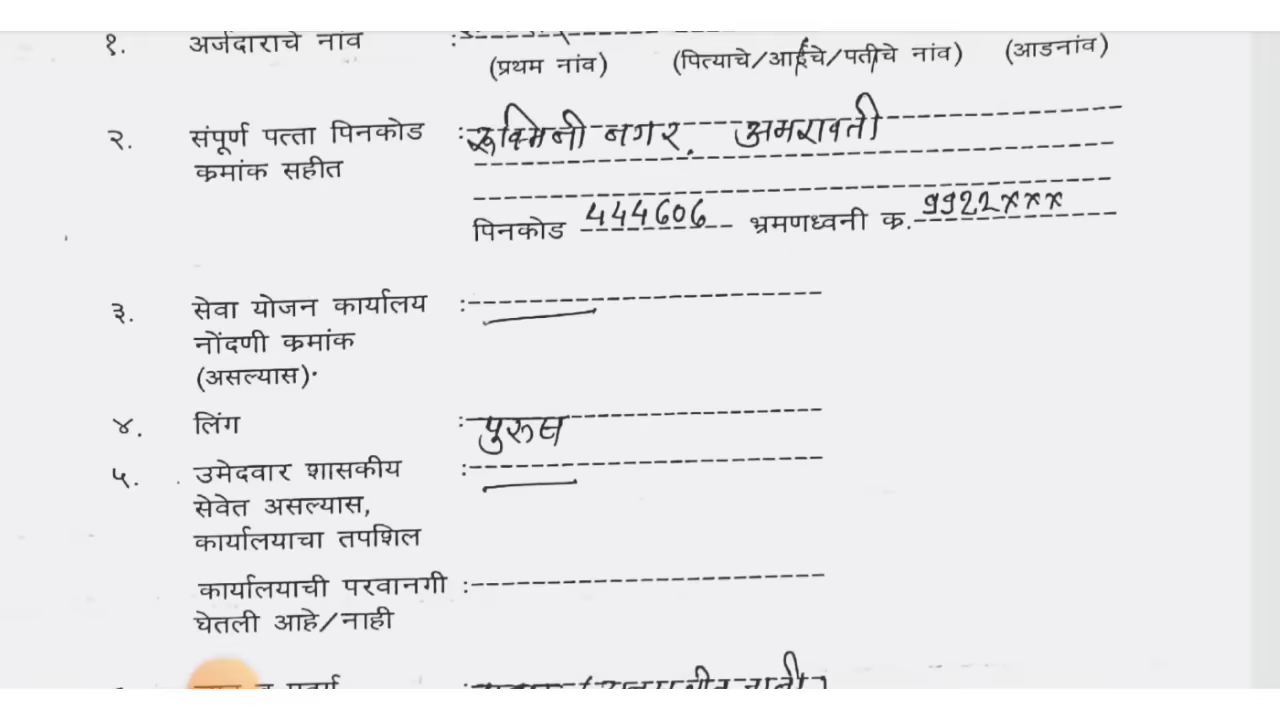 १. अर्जदाराचे नांव :
(प्रथम नांव) (पित्याचे/आईचे/पतीचे नांव) (आडनांव)
२. संपूर्ण पत्ता पिनकोड : रुक्मिनी नगर. अमरावती
क्रमांक सहीत
पिनकोड 444606 भ्रमणध्वनी क्र. 9922xxx
३. सेवा योजन कार्यालय :
नोंदणी क्रमांक
(असल्यास).
४. लिंग : पुरुष
५. उमेदवार शासकीय :
सेवेत असल्यास,
कार्यालयाचा तपशिल
कार्यालयाची परवानगी :
घेतली आहे/नाही